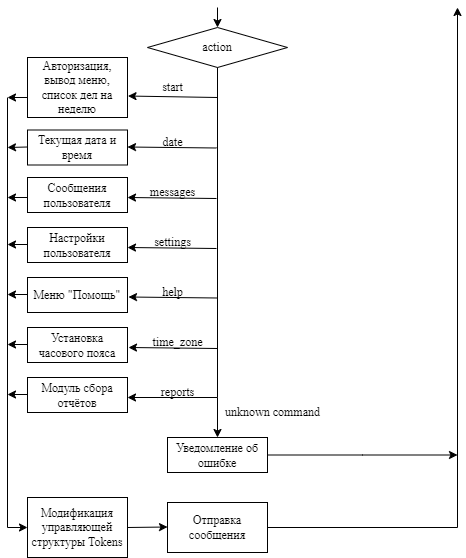 action
Авторизация,
вывод меню,
список дел на
неделю
start
Текущая дата и
время
date
Сообщения
пользователя
messages
Настройки
пользователя
settings
Меню "Помощь"
help
Установка
часового пояса
time_zone
Модуль сбора
отчётов
reports
unknown command
Уведомление об
ошибке
Модификация
управляющей
структуры Tokens
Отправка
сообщения